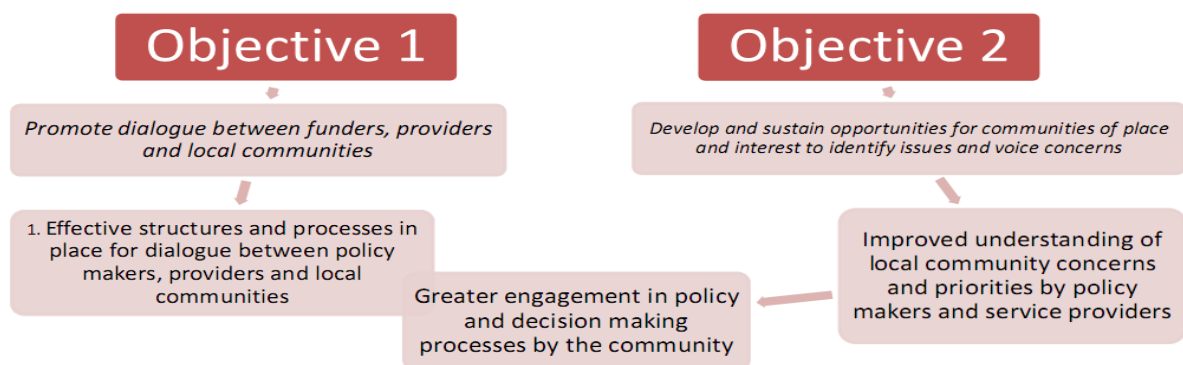 Objective 1
Promote dialogue between funders, providers
and local communities
1. Effective structures and processes in
place for dialogue between policy
makers, providers and local
communities
Objective 2
Develop and sustain opportunities for communities of place
and interest to identify issues and voice concerns
Improved understanding of
local community concerns
and priorities by policy
makers and service providers
Greater engagement in policy
and decision making
processes by the community